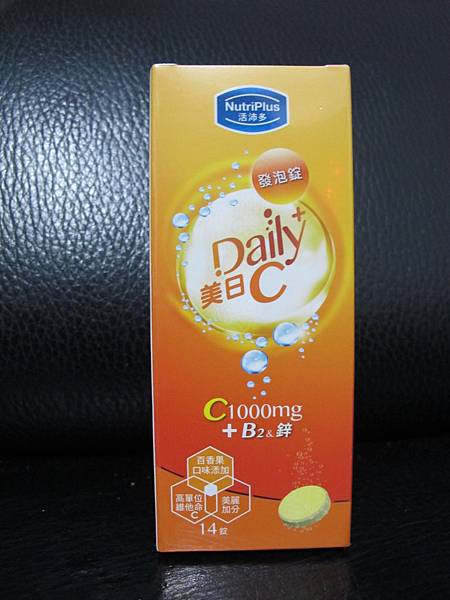 NutriPlus
活沛多
發泡錠
Daily+
美日C
C1000mg
+B2&鋅
百香果
口味添加
高單位
維他命
C
美麗
加分
14錠